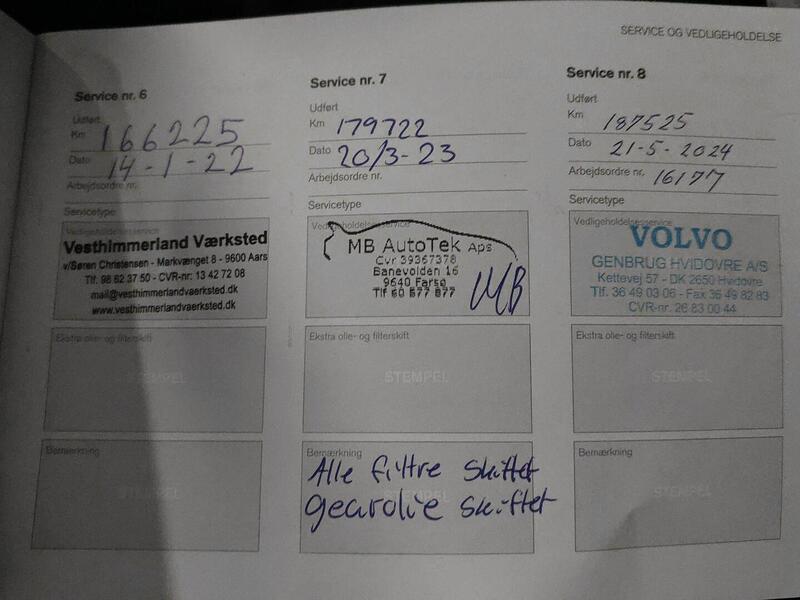 SERVICE OG VEDLIGEHOLDELSE
Service nr. 6
Udført
Km 166225
Dato 14-1-22
Arbejdsordre nr.
Servicetype
Vedligeholdelsesservice
Vesthimmerland Værksted
v/Søren Christensen - Markvænget 8 - 9600 Aars
Tlf. 98 62 37 50 - CVR-nr: 13 42 72 08
mail@vesthimmerlandvaerksted.dk
www.vesthimmerlandvaerksted.dk
Ekstra olie- og filterskift
STEMPEL
Bemærkning
STEMPEL
Service nr. 7
Udført
Km 179722
Dato 20/3-23
Arbejdsordre nr.
Servicetype
MB AutoTek Aps
Cvr 39367378
Banevolden 16
9640 Farsø
Tlf 60 577 877
MB
Ekstra olie- og filterskift
STEMPEL
Bemærkning
Alle filtre skiftet
gearolie skiftet
STEMPEL
Service nr. 8
Udført
Km 187525
Dato 21-5-2024
Arbejdsordre nr. 16177
Servicetype
Vedligeholdelsesservice
VOLVO
GENBRUG HVIDOVRE A/S
Kettevej 57 - DK 2650 Hvidovre
Tlf. 36 49 03 06 - Fax 36 49 82 83
CVR-nr. 26 83 00 44
Ekstra olie- og filterskift
STEMPEL
Bemærkning
STEMPEL